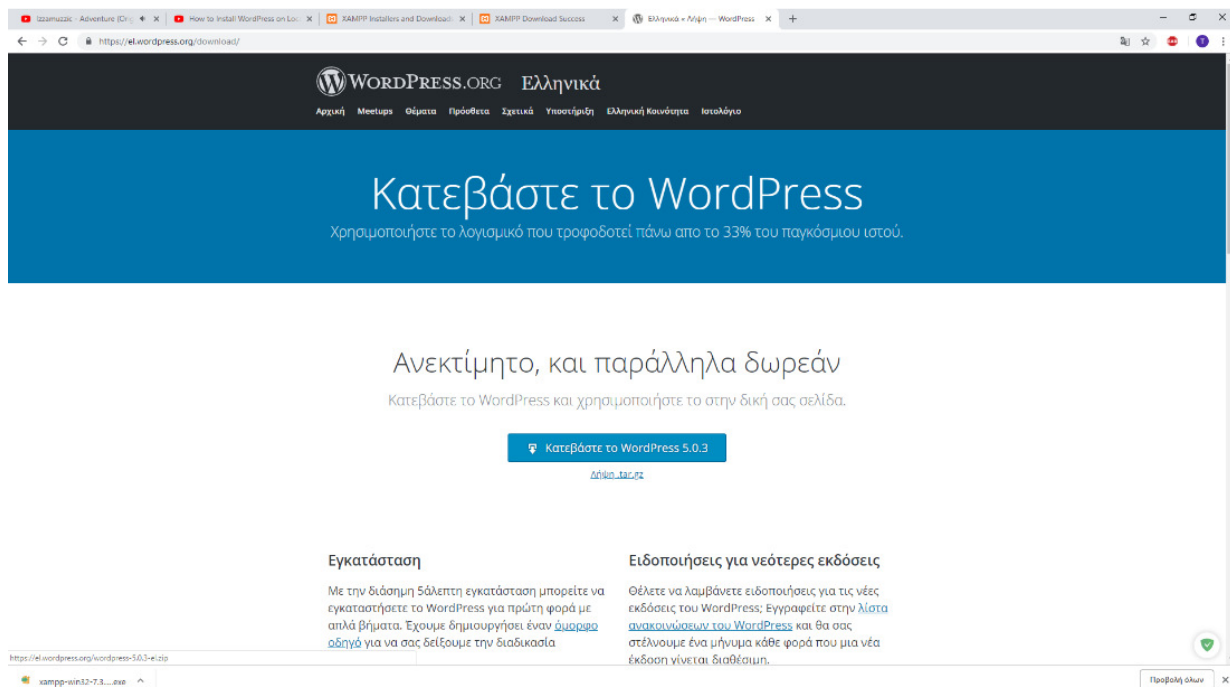 Izzamuzzic - Adventure (Orig
How to Install WordPress on Loc
XAMPP Installers and Downloads
XAMPP Download Success
Ελληνικά « Λήψη — WordPress
https://el.wordpress.org/download/
WORDPRESS.ORG Ελληνικά
Αρχική Meetups Θέματα Πρόσθετα Σχετικά Υποστήριξη Ελληνική Κοινότητα Ιστολόγιο
Κατεβάστε το WordPress
Χρησιμοποιήστε το λογισμικό που τροφοδοτεί πάνω απο το 33% του παγκόσμιου ιστού.
Ανεκτίμητο, και παράλληλα δωρεάν
Κατεβάστε το WordPress και χρησιμοποιήστε το στην δική σας σελίδα.
Κατεβάστε το WordPress 5.0.3
Λήψη .tar.gz
Εγκατάσταση
Με την διάσημη 5άλεπτη εγκατάσταση μπορείτε να
εγκαταστήσετε το WordPress για πρώτη φορά με
απλά βήματα. Έχουμε δημιουργήσει έναν όμορφο
οδηγό για να σας δείξουμε την διαδικασία
Ειδοποιήσεις για νεότερες εκδόσεις
Θέλετε να λαμβάνετε ειδοποιήσεις για τις νέες
εκδόσεις του WordPress; Εγγραφείτε στην λίστα
ανακοινώσεων του WordPress και θα σας
στέλνουμε ένα μήνυμα κάθε φορά που μια νέα
έκδοση γίνεται διαθέσιμη.
https://el.wordpress.org/wordpress-5.0.3-el.zip
xampp-win32-7.3....exe
Προβολή όλων